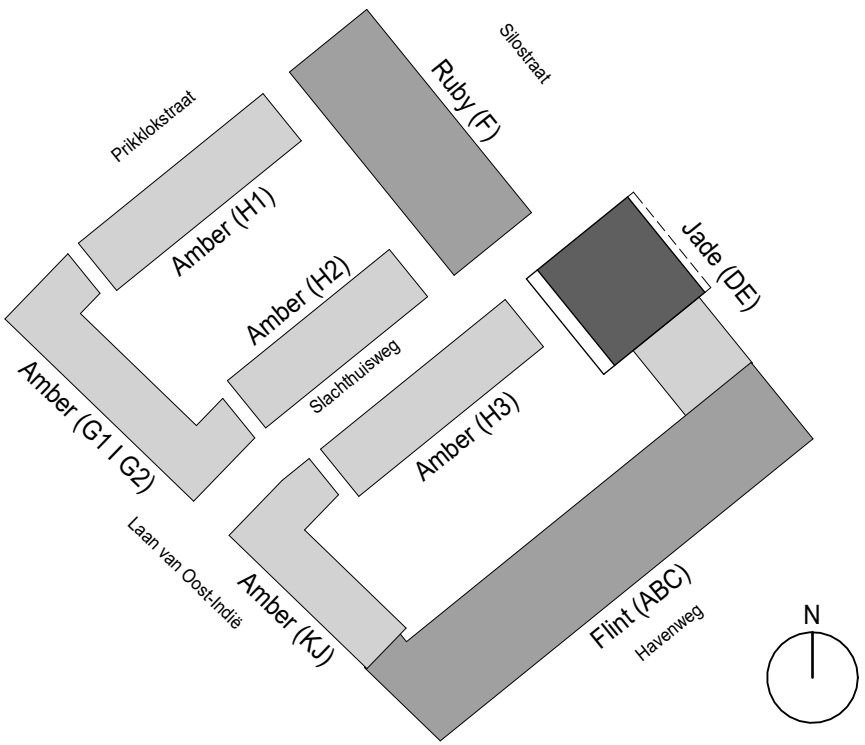 Silostraat
Ruby (F)
Prikklokstraat
Amber (H1)
Jade (DE)
Amber (H2)
Slachthuisweg
Amber (H3)
Amber (G1 I G2)
Laan van Oost-Indië
Amber (KJ)
Flint (ABC)
Havenweg
N